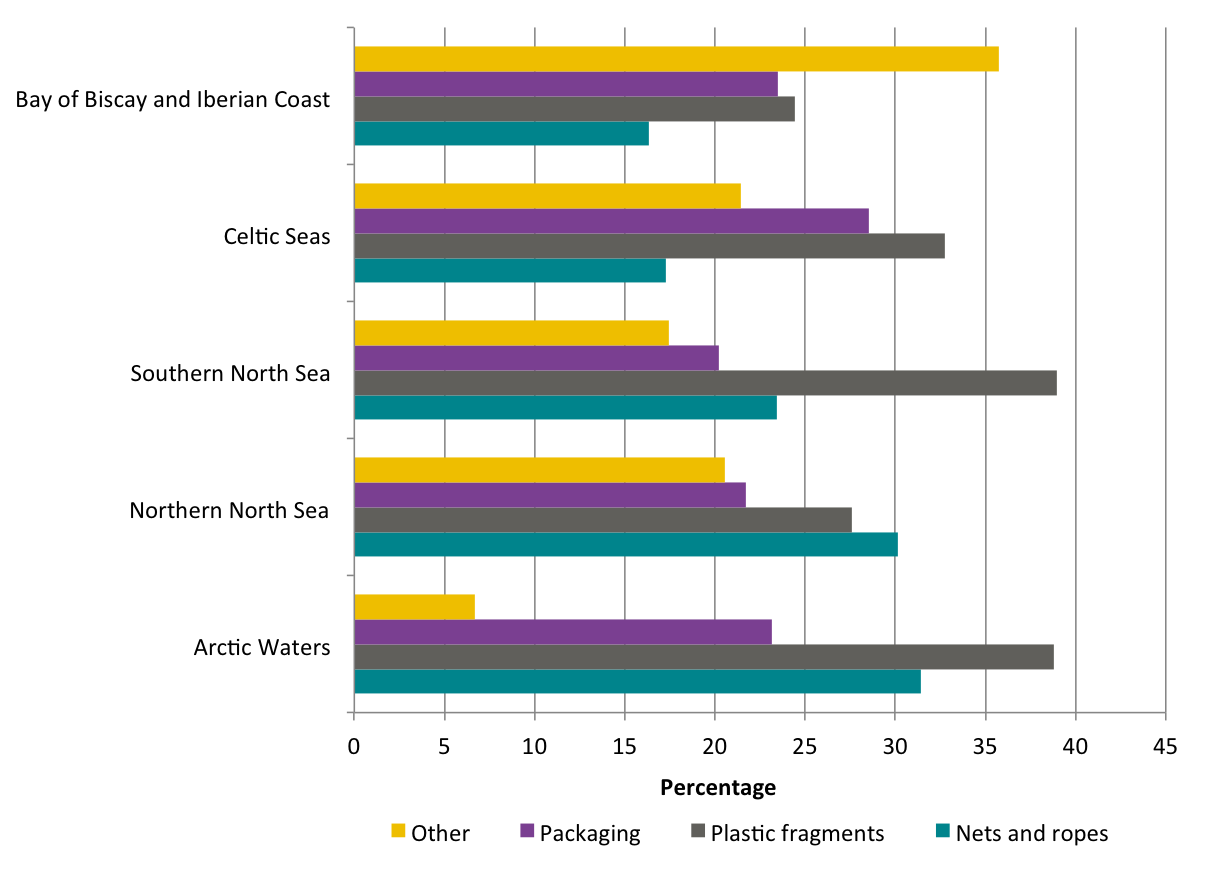 Bay of Biscay and Iberian Coast
Celtic Seas
Southern North Sea
Northern North Sea
Arctic Waters
0 5 10 15 20 25 30 35 40 45
Percentage
Other Packaging Plastic fragments Nets and ropes